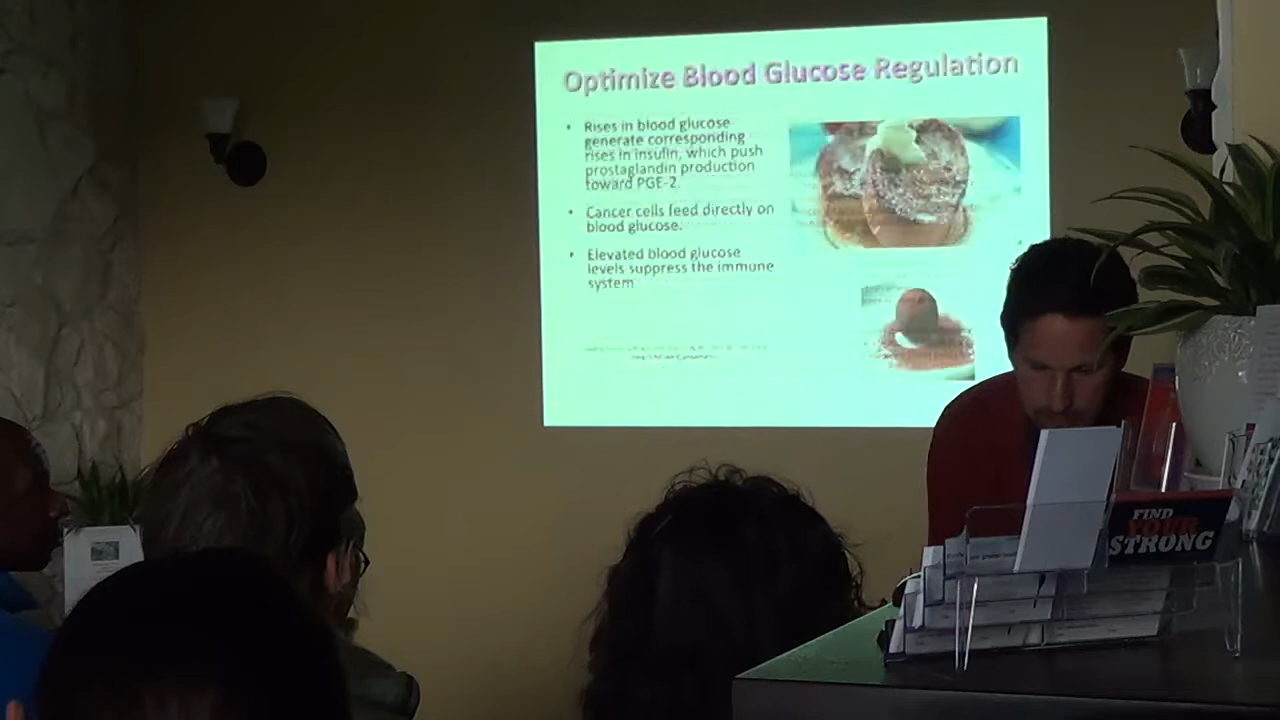 Optimize Blood Glucose Regulation
• Rises in blood glucose
generate corresponding
rises in insulin, which push
prostaglandin production
toward PGE-2.
• Cancer cells feed directly on
blood glucose.
• Elevated blood glucose
levels suppress the immune
system
FIND
YOUR
STRONG